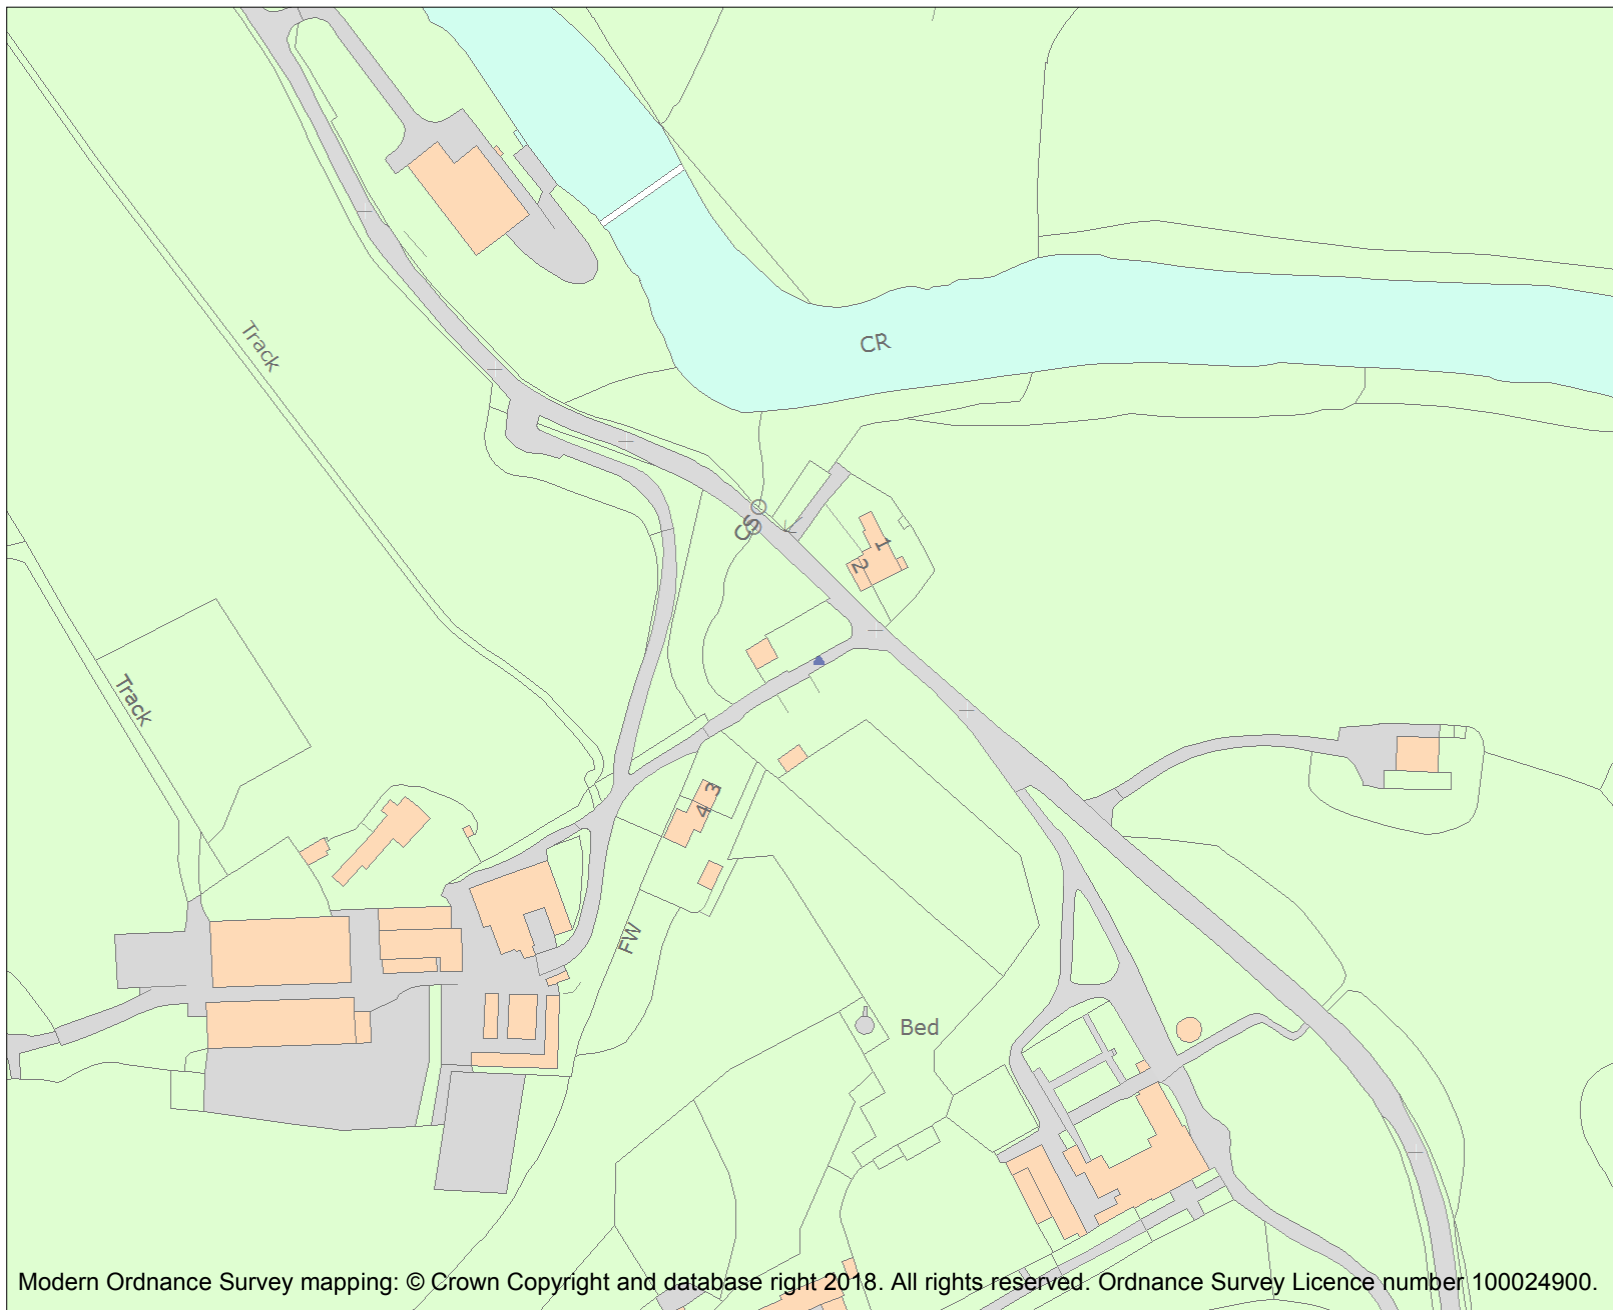 Track
CR
CS
1
2
Track
3
4
FW
Bed
Modern Ordnance Survey mapping: © Crown Copyright and database right 2018. All rights reserved. Ordnance Survey Licence number 100024900.